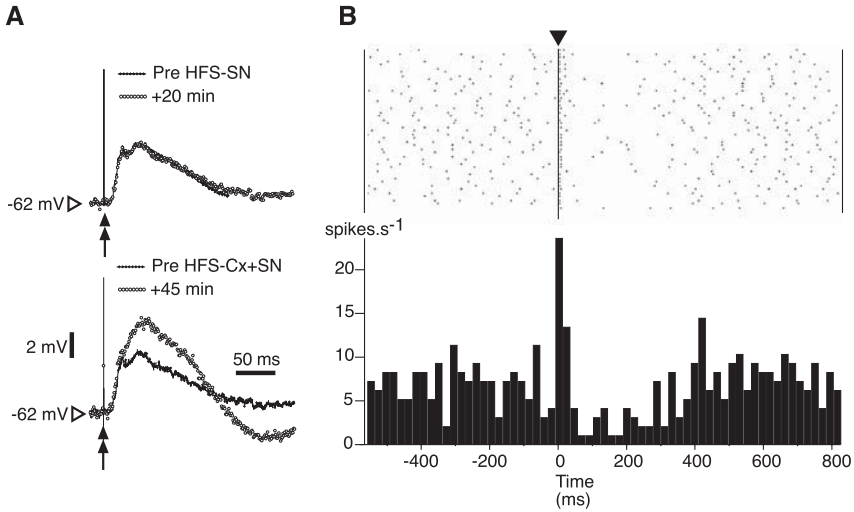 A
B
Pre HFS-SN
+20 min
-62 mV
Pre HFS-Cx+SN
+45 min
2 mV
50 ms
-62 mV
spikes.s-1
20
15
10
5
0
-400 -200 0 200 400 600 800
Time
(ms)